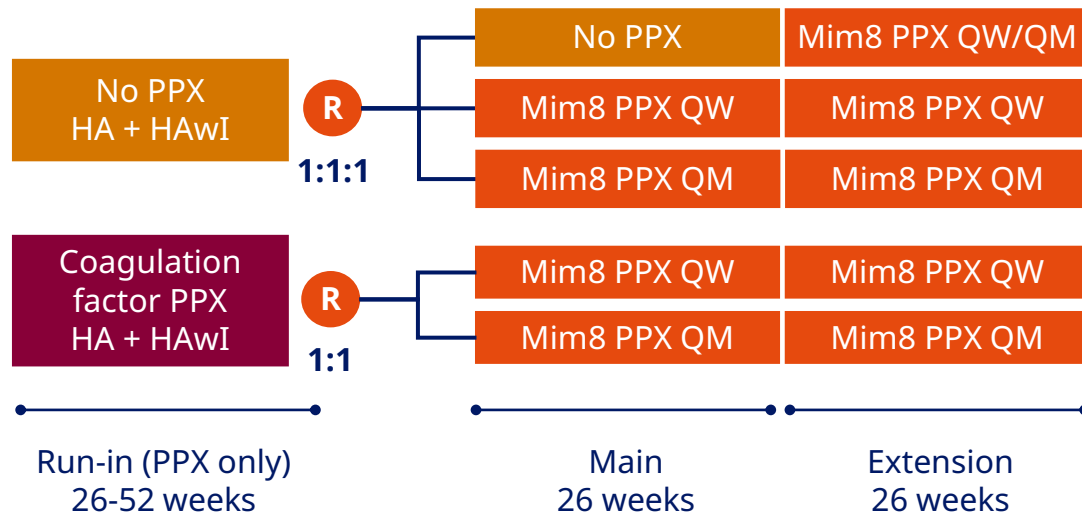 No PPX
HA + HAwI
R
1:1:1
No PPX
Mim8 PPX QW/QM
Mim8 PPX QW
Mim8 PPX QW
Mim8 PPX QM
Mim8 PPX QM
Coagulation
factor PPX
HA + HAwI
R
1:1
Mim8 PPX QW
Mim8 PPX QW
Mim8 PPX QM
Mim8 PPX QM
Run-in (PPX only)
26-52 weeks
Main
26 weeks
Extension
26 weeks